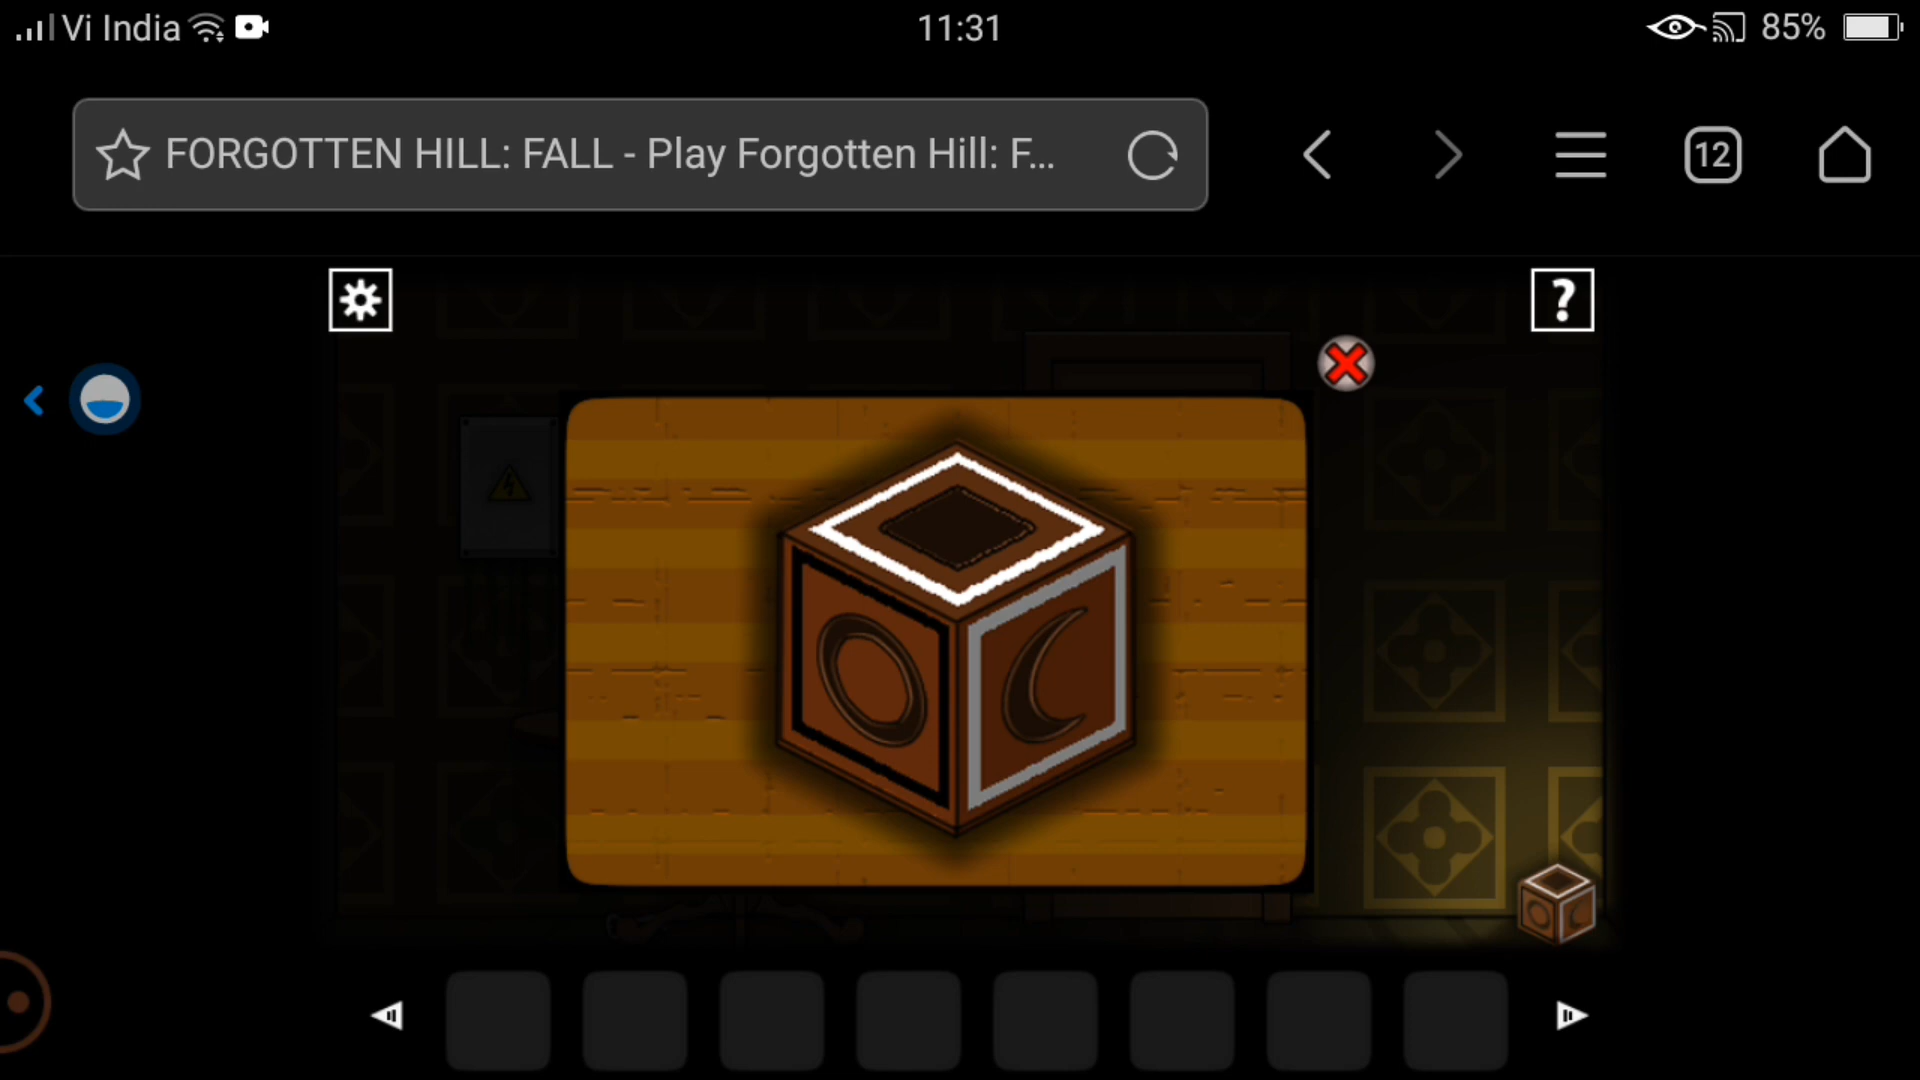 Vi India 11:31 85%
FORGOTTEN HILL: FALL - Play Forgotten Hill: F...
12
?